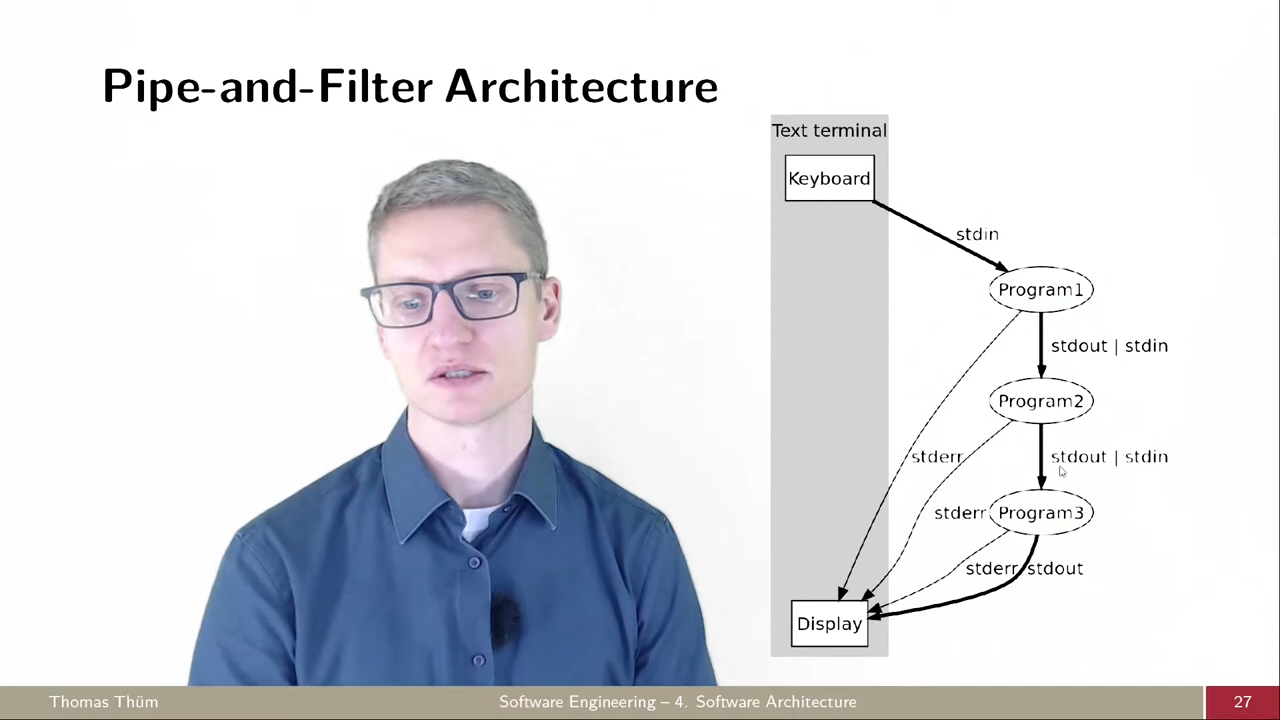 Pipe-and-Filter Architecture
Text terminal
Keyboard
stdin
Program1
stdout | stdin
Program2
stderr
stdout | stdin
stderr
Program3
stderr
stdout
Display
Thomas Thüm
Software Engineering – 4. Software Architecture
27